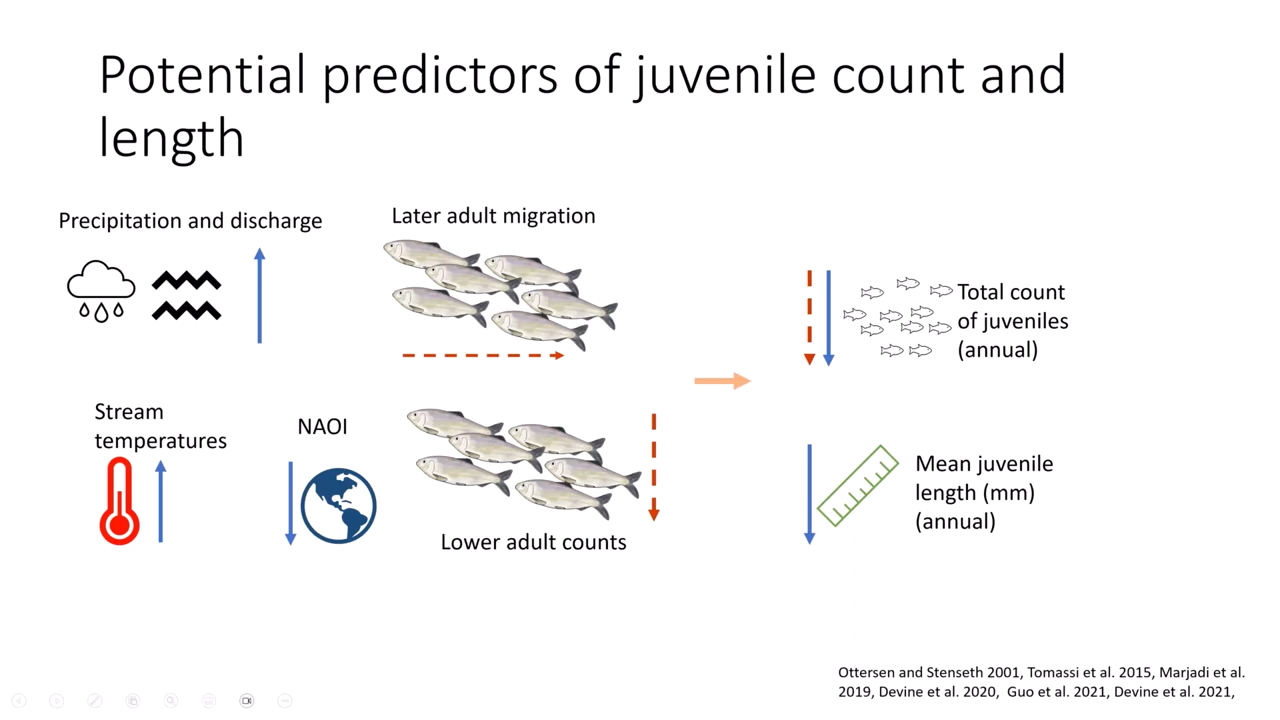 Potential predictors of juvenile count and
length
Precipitation and discharge
Later adult migration
Total count
of juveniles
(annual)
Stream
temperatures
NAOI
Mean juvenile
length (mm)
(annual)
Lower adult counts
Ottersen and Stenseth 2001, Tomassi et al. 2015, Marjadi et al.
2019, Devine et al. 2020,  Guo et al. 2021, Devine et al. 2021,